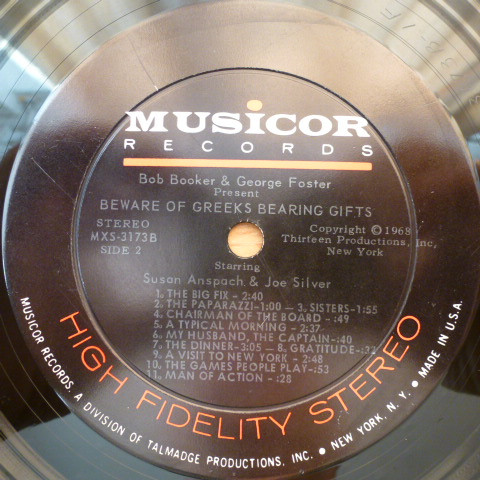 MUSICOR
RECORDS
Bob Booker & George Foster
Present
BEWARE OF GREEKS BEARING GIFTS
STEREO
MXS-3173B
SIDE 2
Copyright © 1968
Thirteen Productions, Inc.
New York
Starring
Susan Anspach & Joe Silver
1. THE BIG FIX - 2:40
2. THE PAPARAZZI-1:00 - 3. SISTERS-1:55
4. CHAIRMAN OF THE BOARD - :49
5. A TYPICAL MORNING - 2:37
6. MY HUSBAND, THE CAPTAIN-:40
7. THE DINNER-3:05 - 8. GRATITUDE-:32
9. A VISIT TO NEW YORK - 2:48
10. THE GAMES PEOPLE PLAY-:53
11. MAN OF ACTION - :28
HIGH FIDELITY STEREO
MUSICOR RECORDS, A DIVISION OF TALMADGE PRODUCTIONS, INC. • NEW YORK, N. Y. • MADE IN U.S.A.